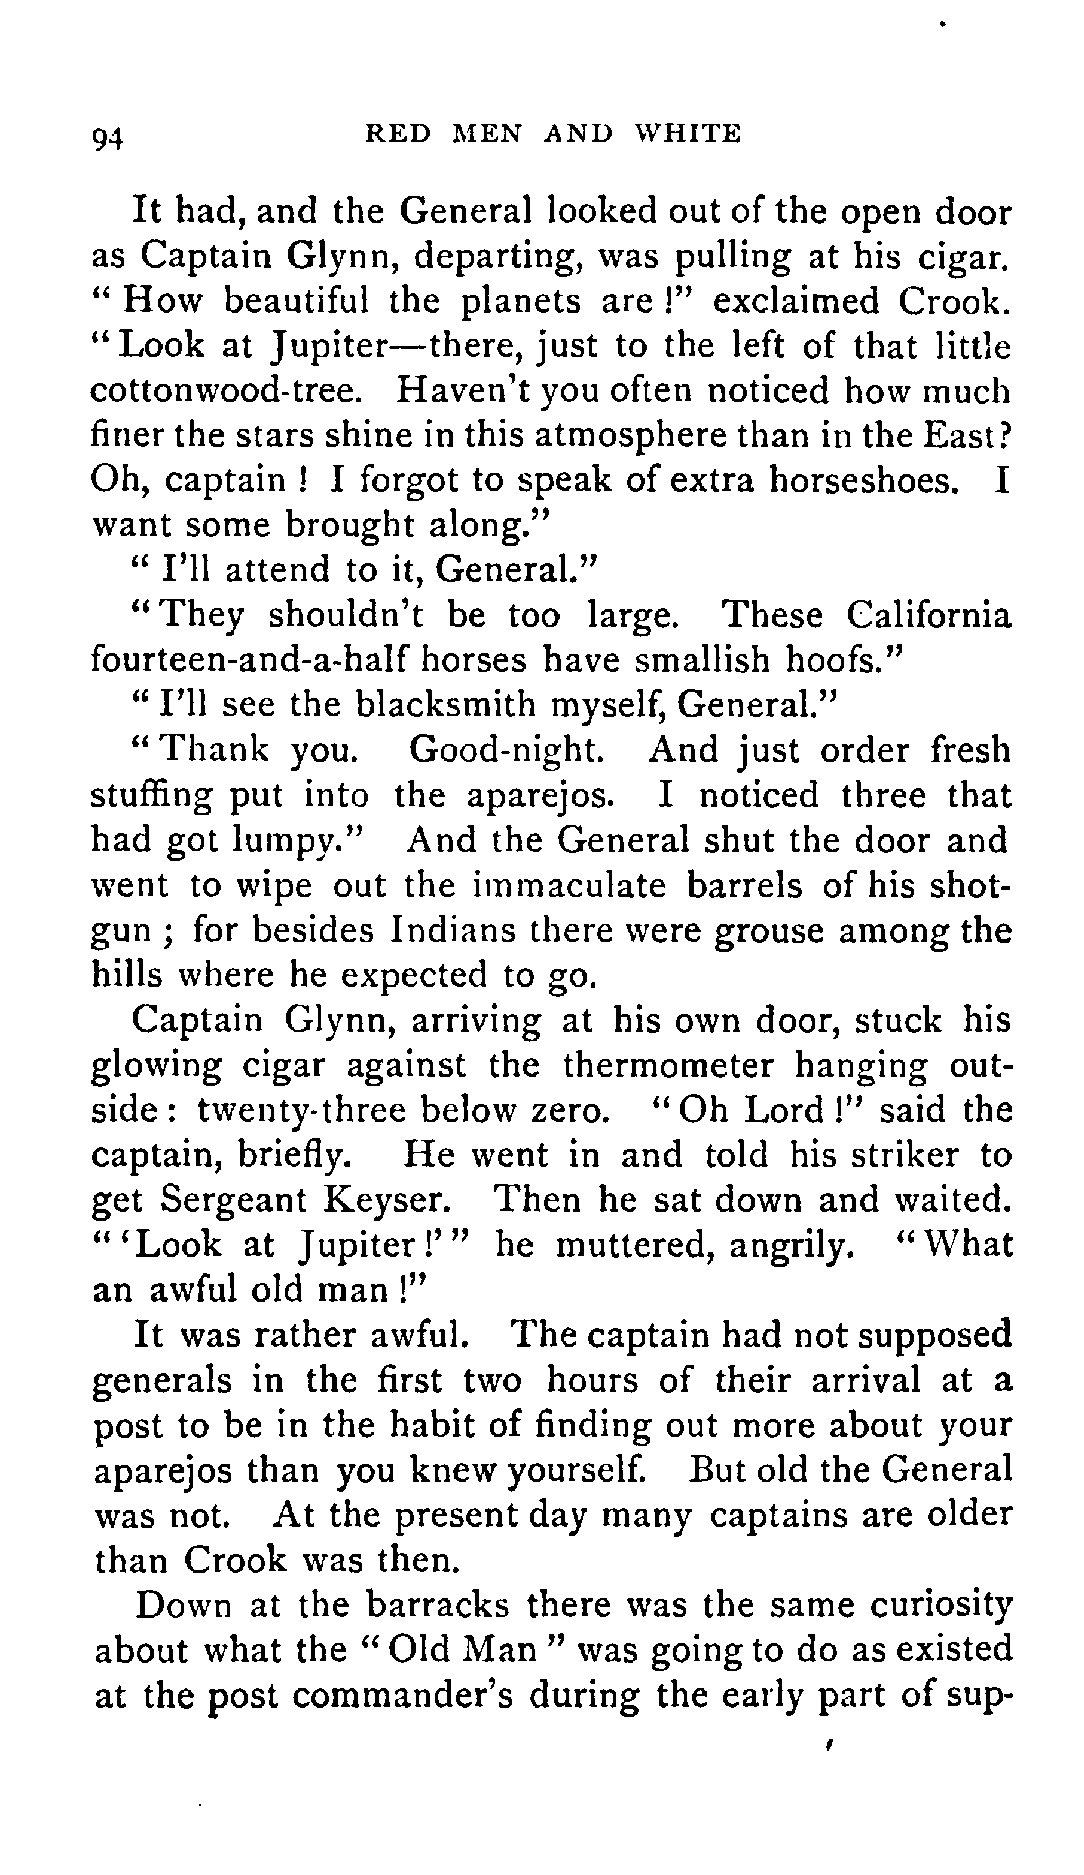 94 RED MEN AND WHITE
It had, and the General looked out of the open door
as Captain Glynn, departing, was pulling at his cigar.
“ How beautiful the planets are !” exclaimed Crook.
“ Look at Jupiter—there, just to the left of that little
cottonwood-tree. Haven’t you often noticed how much
finer the stars shine in this atmosphere than in the East?
Oh, captain ! I forgot to speak of extra horseshoes. I
want some brought along.”
“ I’ll attend to it, General.”
“ They shouldn’t be too large. These California
fourteen-and-a-half horses have smallish hoofs.”
“ I’ll see the blacksmith myself, General.”
“ Thank you. Good-night. And just order fresh
stuffing put into the aparejos. I noticed three that
had got lumpy.” And the General shut the door and
went to wipe out the immaculate barrels of his shot-
gun ; for besides Indians there were grouse among the
hills where he expected to go.
Captain Glynn, arriving at his own door, stuck his
glowing cigar against the thermometer hanging out-
side : twenty-three below zero. “ Oh Lord !” said the
captain, briefly. He went in and told his striker to
get Sergeant Keyser. Then he sat down and waited.
“ ‘Look at Jupiter !’ ” he muttered, angrily. “ What
an awful old man !”
It was rather awful. The captain had not supposed
generals in the first two hours of their arrival at a
post to be in the habit of finding out more about your
aparejos than you knew yourself. But old the General
was not. At the present day many captains are older
than Crook was then.
Down at the barracks there was the same curiosity
about what the “ Old Man ” was going to do as existed
at the post commander’s during the early part of sup-